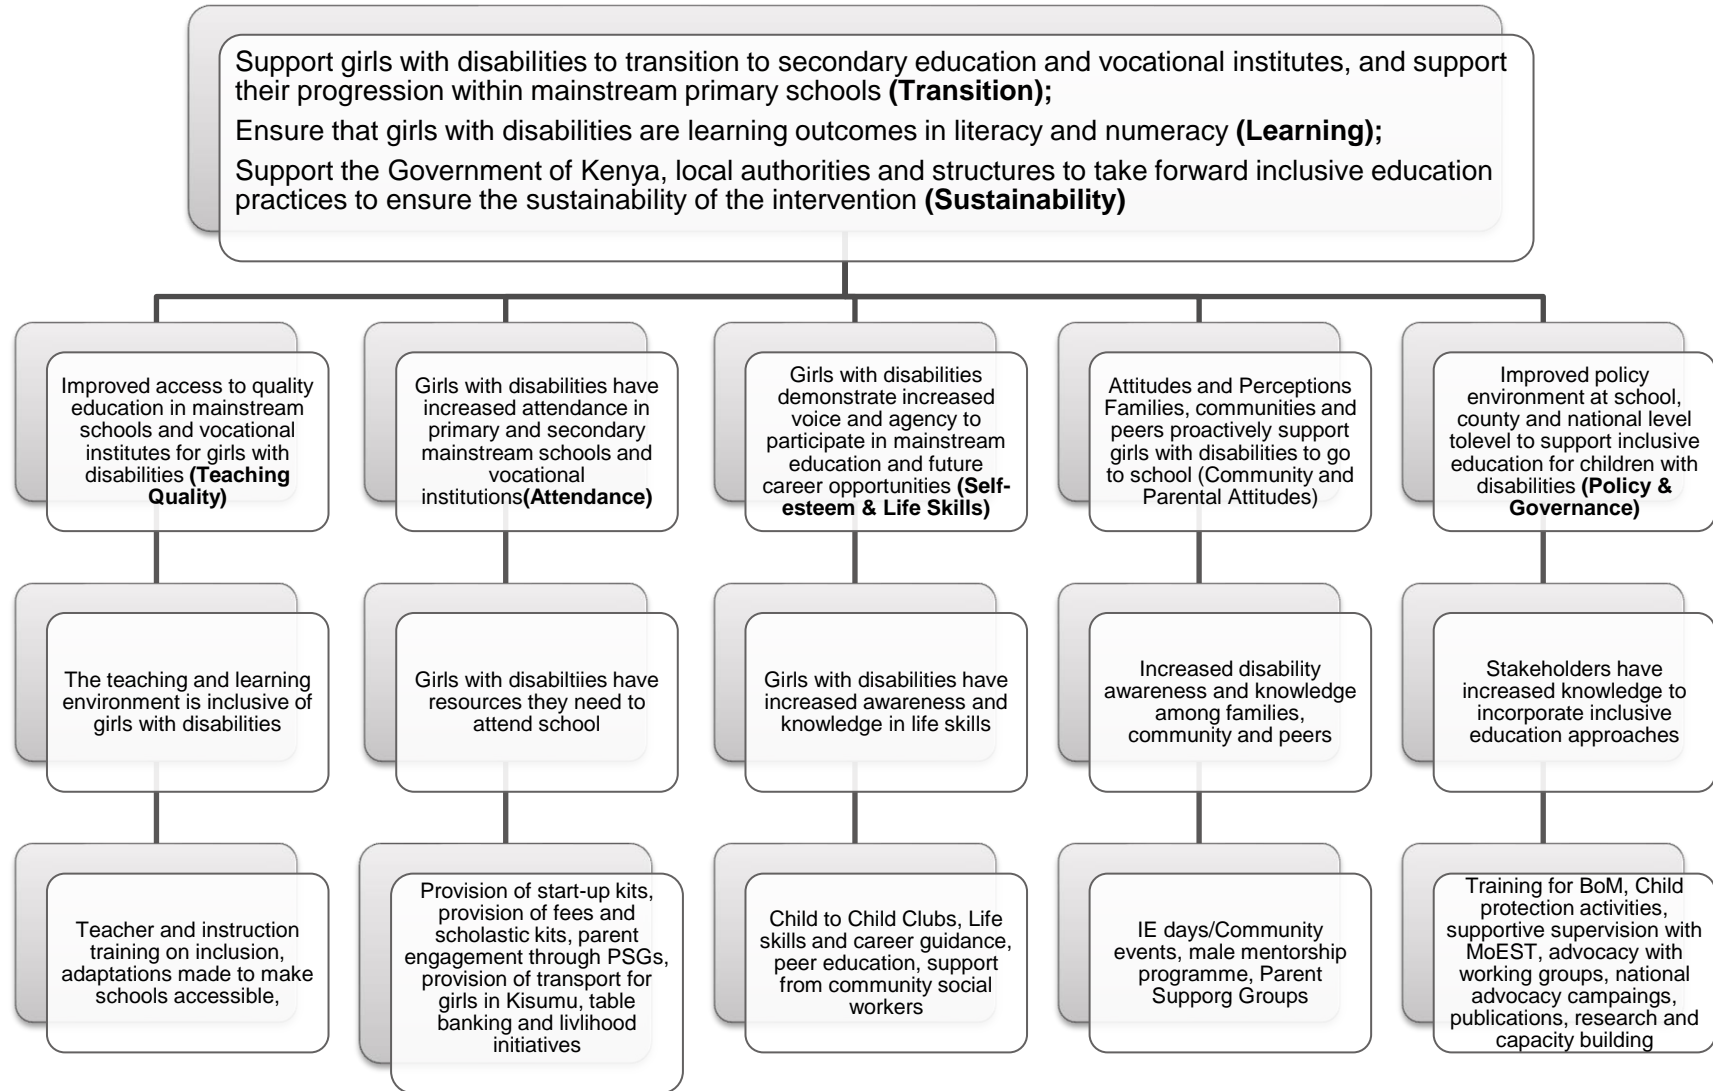 Support girls with disabilities to transition to secondary education and vocational institutes, and support
their progression within mainstream primary schools (Transition);
Ensure that girls with disabilities are learning outcomes in literacy and numeracy (Learning);
Support the Government of Kenya, local authorities and structures to take forward inclusive education
practices to ensure the sustainability of the intervention (Sustainability)
Improved access to quality
education in mainstream
schools and vocational
institutes for girls with
disabilities (Teaching
Quality)
Girls with disabilities have
increased attendance in
primary and secondary
mainstream schools and
vocational
institutions(Attendance)
Girls with disabilities
demonstrate increased
voice and agency to
participate in mainstream
education and future
career opportunities (Self-
esteem & Life Skills)
Attitudes and Perceptions
Families, communities and
peers proactively support
girls with disabilities to go
to school (Community and
Parental Attitudes)
Improved policy
environment at school,
county and national level
tolevel to support inclusive
education for children with
disabilities (Policy &
Governance)
The teaching and learning
environment is inclusive of
girls with disabilities
Girls with disabiltiies have
resources they need to
attend school
Girls with disabilities have
increased awareness and
knowledge in life skills
Increased disability
awareness and knowledge
among families,
community and peers
Stakeholders have
increased knowledge to
incorporate inclusive
education approaches
Teacher and instruction
training on inclusion,
adaptations made to make
schools accessible,
Provision of start-up kits,
provision of fees and
scholastic kits, parent
engagement through PSGs,
provision of transport for
girls in Kisumu, table
banking and livlihood
initiatives
Child to Child Clubs, Life
skills and career guidance,
peer education, support
from community social
workers
IE days/Community
events, male mentorship
programme, Parent
Supporg Groups
Training for BoM, Child
protection activities,
supportive supervision with
MoEST, advocacy with
working groups, national
advocacy campaings,
publications, research and
capacity building